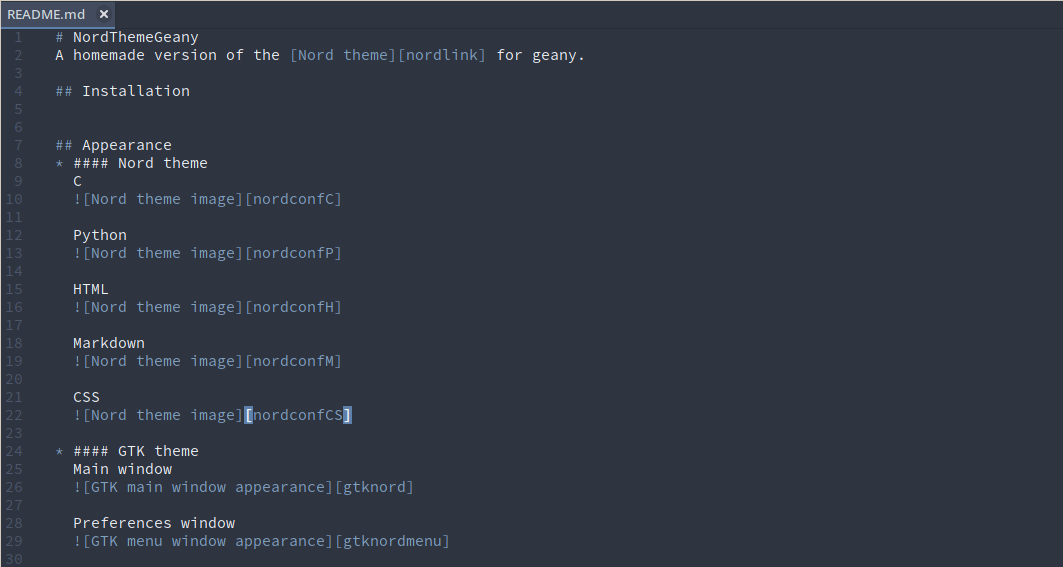 README.md ×
1 # NordThemeGeany
2 A homemade version of the [Nord theme][nordlink] for geany.
3
4 ## Installation
5
6
7 ## Appearance
8 * #### Nord theme
9 C
10 ![Nord theme image][nordconfC]
11
12 Python
13 ![Nord theme image][nordconfP]
14
15 HTML
16 ![Nord theme image][nordconfH]
17
18 Markdown
19 ![Nord theme image][nordconfM]
20
21 CSS
22 ![Nord theme image][nordconfCS]
23
24 * #### GTK theme
25 Main window
26 ![GTK main window appearance][gtknord]
27
28 Preferences window
29 ![GTK menu window appearance][gtknordmenu]
30